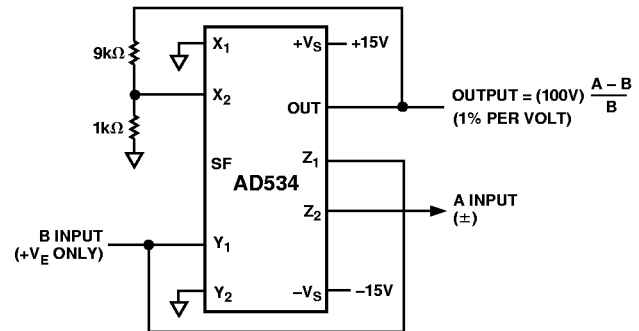 X1
+VS
+15V
9kΩ
X2
OUT
OUTPUT = (100V) A – B
B
(1% PER VOLT)
1kΩ
SF
Z1
AD534
Z2
A INPUT
(±)
B INPUT
(+VE ONLY)
Y1
Y2
–VS
–15V